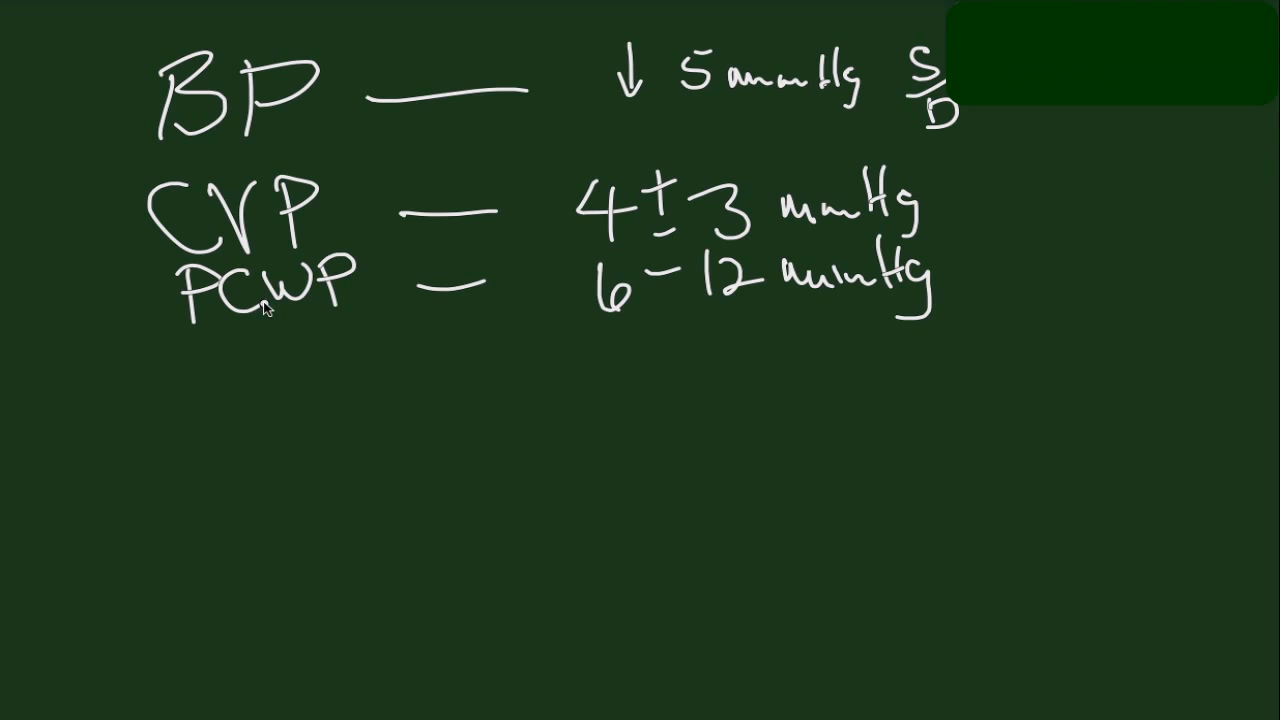 BP — ↓ 5 mmHg S/D
CVP — 4 ± 3 mmHg
PCWP — 6 - 12 mmHg